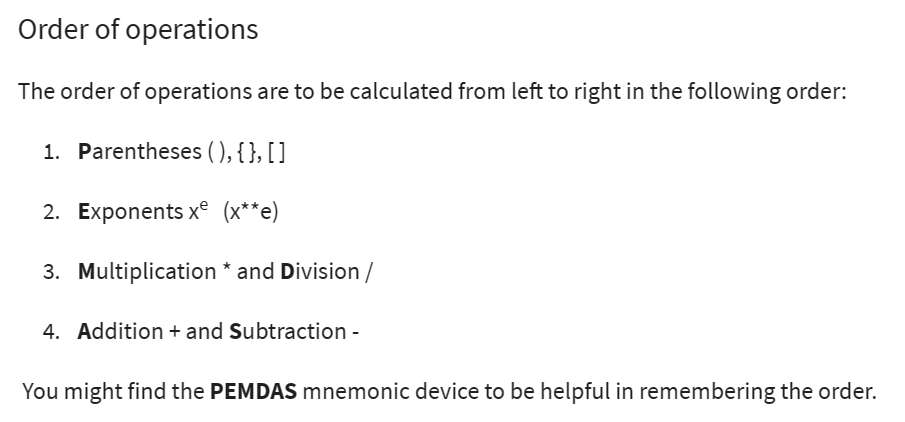 Order of operations
The order of operations are to be calculated from left to right in the following order:
1. Parentheses ( ), { }, [ ]
2. Exponents xᵉ (x**e)
3. Multiplication * and Division /
4. Addition + and Subtraction -
You might find the PEMDAS mnemonic device to be helpful in remembering the order.